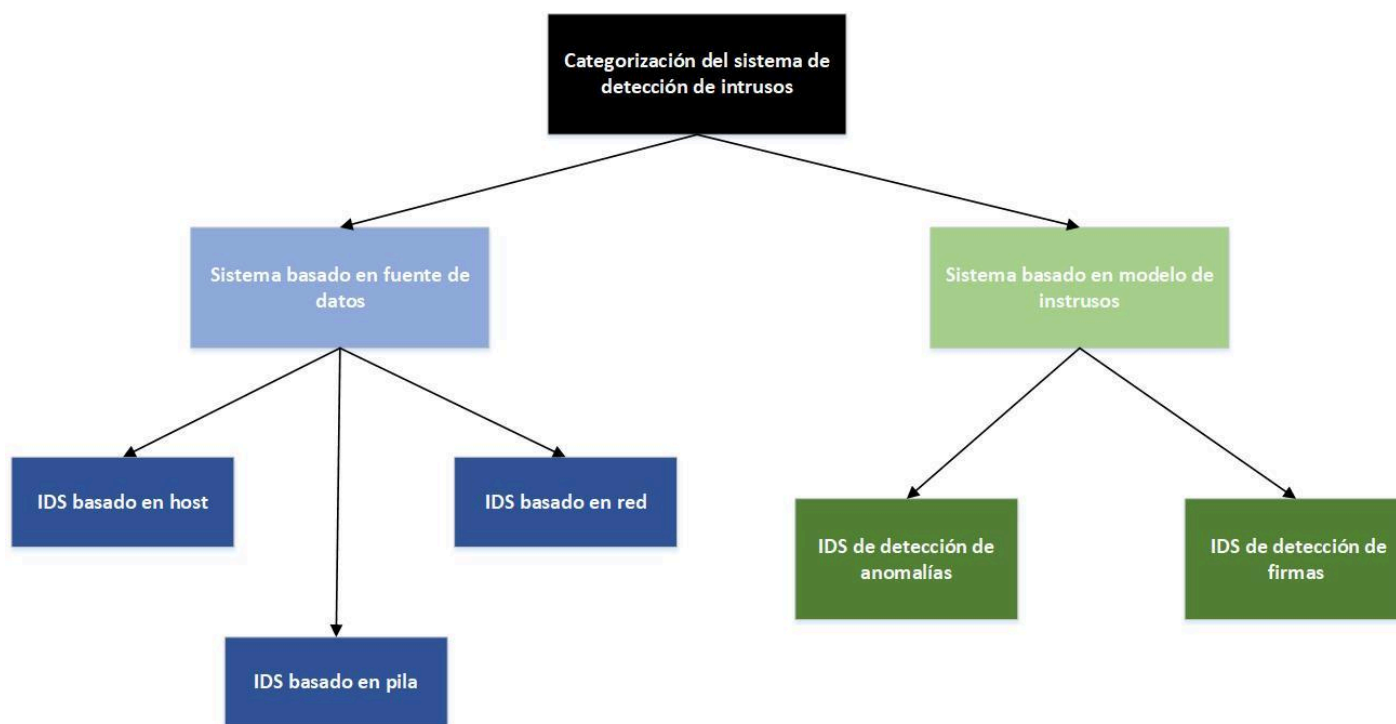 Categorización del sistema de
detección de intrusos
Sistema basado en fuente de
datos
Sistema basado en modelo de
instrusos
IDS basado en host
IDS basado en red
IDS de detección de
anomalías
IDS de detección de
firmas
IDS basado en pila